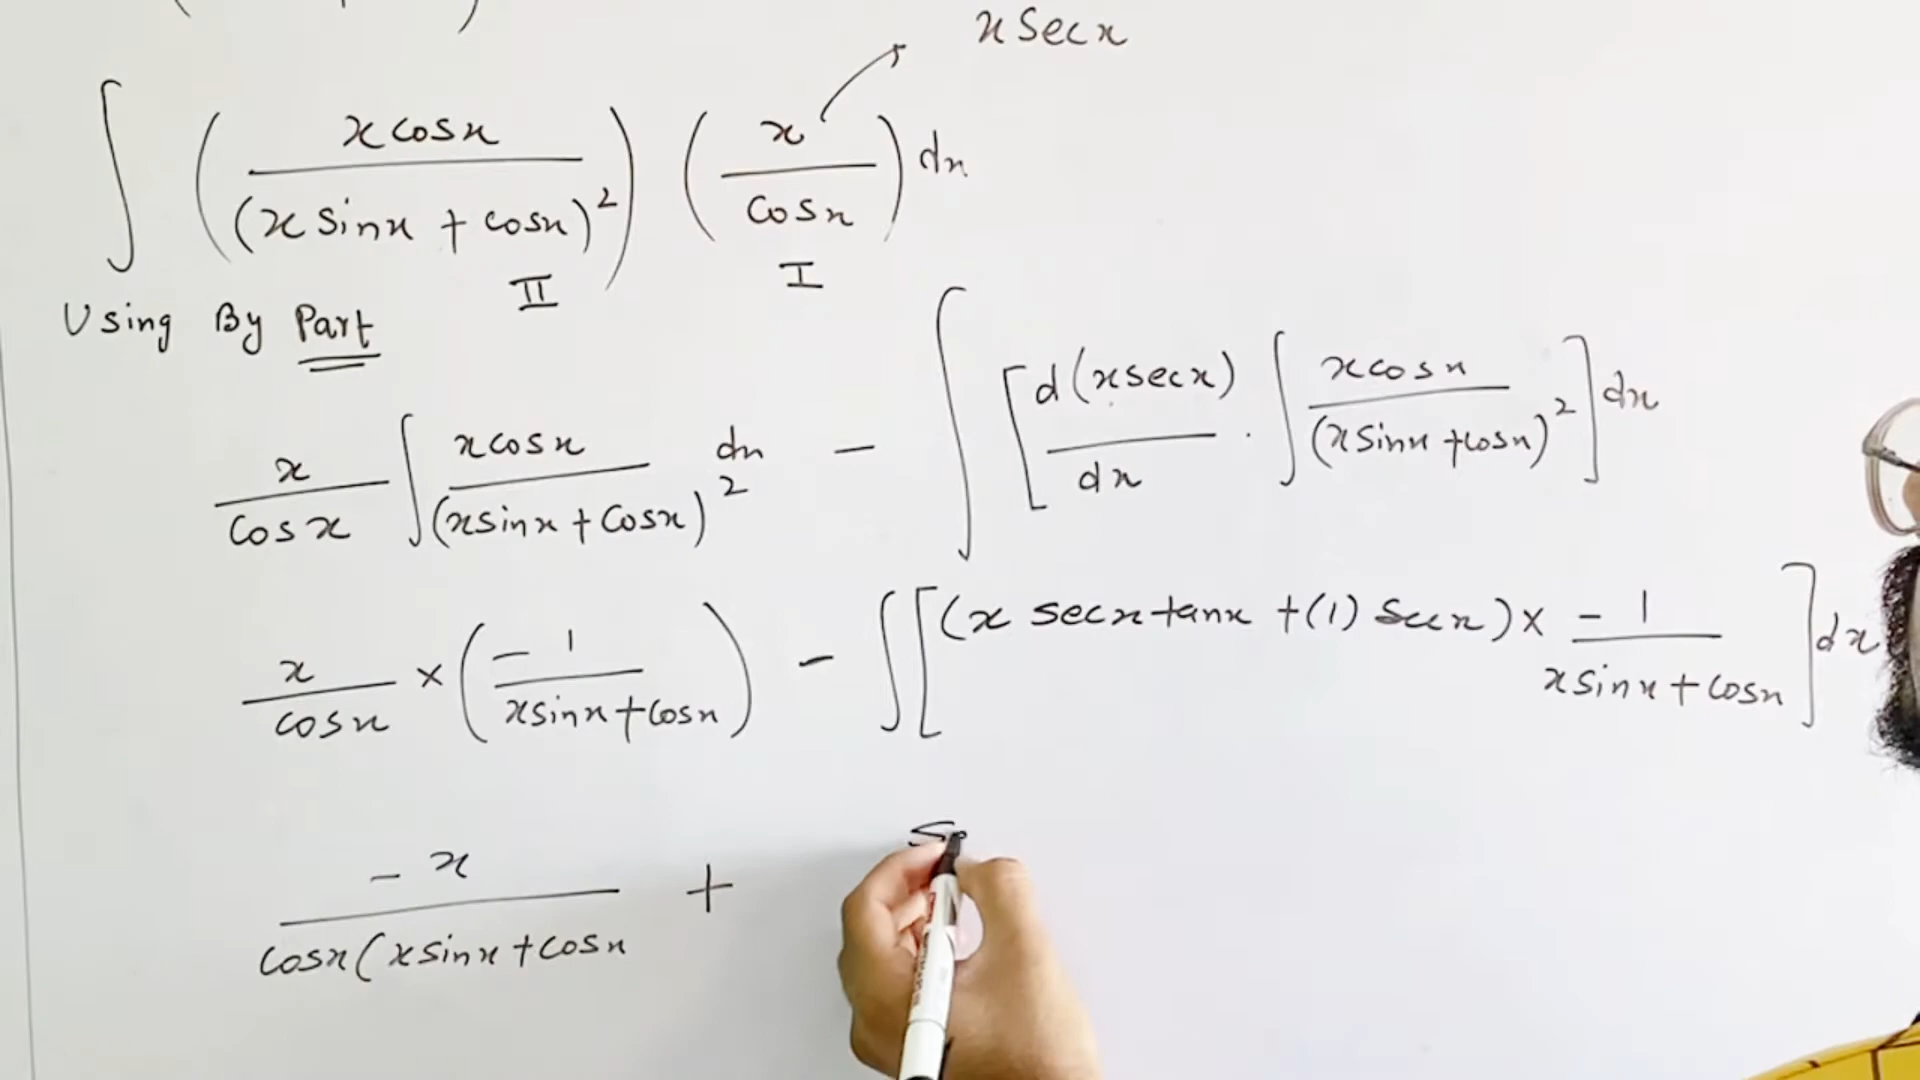 x sec x
∫ ( x cos x / (x sin x + cos x)² ) ( x / cos x ) dx
II I
Using By Part
x / cos x ∫ x cos x / (x sin x + cos x)² dx − ∫ [ d(x sec x) / dx · ∫ x cos x / (x sin x + cos x)² ] dx
x / cos x × ( −1 / x sin x + cos x ) − ∫ [ (x sec x tan x + (1) sec x) × −1 / x sin x + cos x ] dx
−x / cos x (x sin x + cos x +